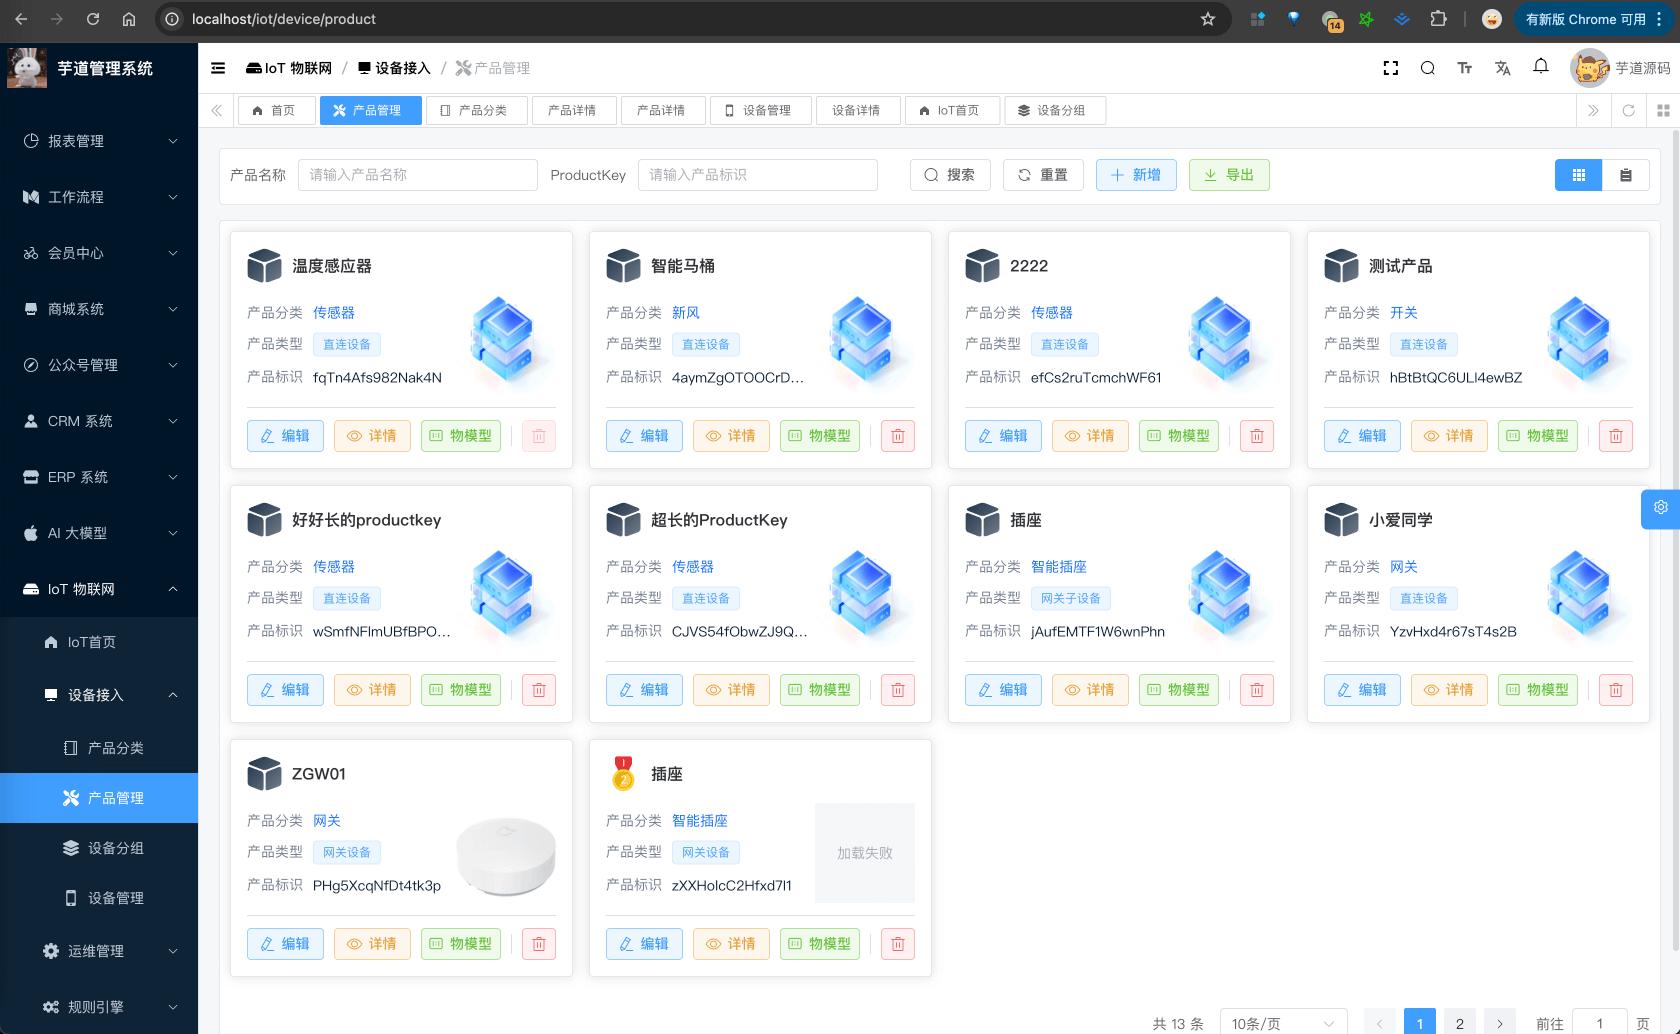 localhost/iot/device/product
14
有新版 Chrome 可用
芋道管理系统
IoT 物联网 / 设备接入 / 产品管理
芋道源码
首页
产品管理
产品分类
产品详情
产品详情
设备管理
设备详情
IoT首页
设备分组
报表管理
工作流程
会员中心
商城系统
公众号管理
CRM 系统
ERP 系统
AI 大模型
IoT 物联网
IoT首页
设备接入
产品分类
产品管理
设备分组
设备管理
运维管理
规则引擎
产品名称 请输入产品名称 ProductKey 请输入产品标识 搜索 重置 新增 导出
温度感应器
产品分类 传感器
产品类型 直连设备
产品标识 fqTn4Afs982Nak4N
编辑 详情 物模型
智能马桶
产品分类 新风
产品类型 直连设备
产品标识 4aymZgOTOOCrD...
编辑 详情 物模型
2222
产品分类 传感器
产品类型 直连设备
产品标识 efCs2ruTcmchWF61
编辑 详情 物模型
测试产品
产品分类 开关
产品类型 直连设备
产品标识 hBtBtQC6ULl4ewBZ
编辑 详情 物模型
好好长的productkey
产品分类 传感器
产品类型 直连设备
产品标识 wSmfNFlmUBfBPO...
编辑 详情 物模型
超长的ProductKey
产品分类 传感器
产品类型 直连设备
产品标识 CJVS54fObwZJ9Q...
编辑 详情 物模型
插座
产品分类 智能插座
产品类型 网关子设备
产品标识 jAufEMTF1W6wnPhn
编辑 详情 物模型
小爱同学
产品分类 网关
产品类型 直连设备
产品标识 YzvHxd4r67sT4s2B
编辑 详情 物模型
ZGW01
产品分类 网关
产品类型 网关设备
产品标识 PHg5XcqNfDt4tk3p
编辑 详情 物模型
插座
产品分类 智能插座
产品类型 网关设备
产品标识 zXXHolcC2Hfxd7l1
加载失败
编辑 详情 物模型
共 13 条 10条/页 1 2 前往 1 页